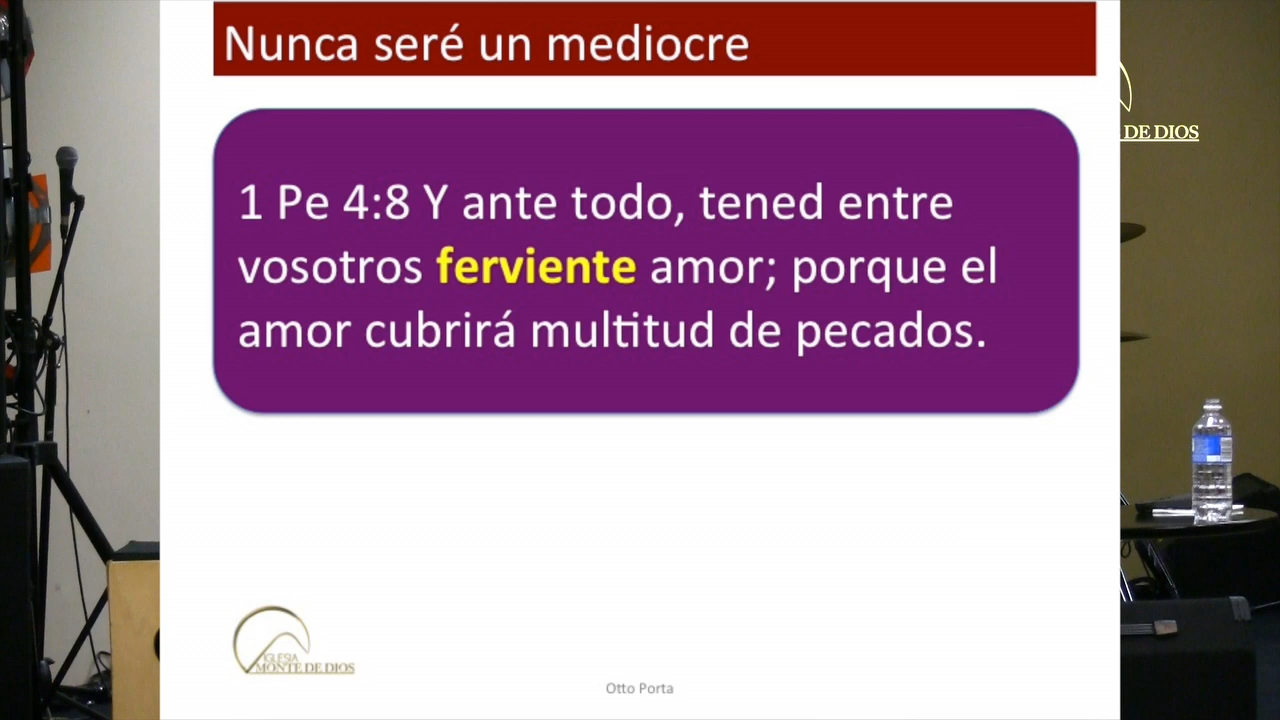 Nunca seré un mediocre
1 Pe 4:8 Y ante todo, tened entre
vosotros ferviente amor; porque el
amor cubrirá multitud de pecados.
DE DIOS
IGLESIA
MONTE DE DIOS
Otto Porta